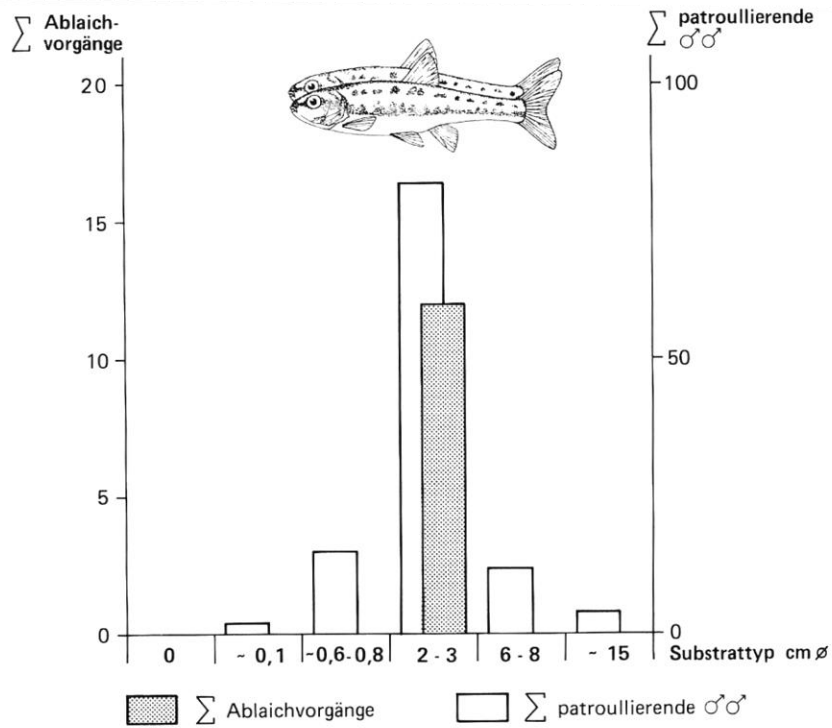 ∑ Ablaich-
vorgänge
∑ patroullierende
♂♂
20
15
10
5
0
100
50
0
0 ~ 0,1 ~0,6-0,8 2 - 3 6 - 8 ~ 15 Substrattyp cm ⌀
∑ Ablaichvorgänge ∑ patroullierende ♂♂